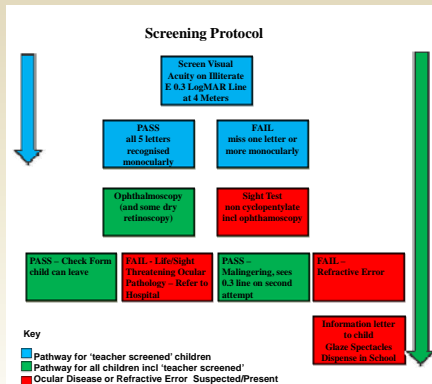 Screening Protocol
Screen Visual
Acuity on Illiterate
E 0.3 LogMAR Line
at 4 Meters
PASS
all 5 letters
recognised
monocularly
FAIL
miss one letter or
more monocularly
Ophthalmoscopy
(and some dry
retinoscopy)
Sight Test
non cyclopentylate
incl ophthamoscopy
PASS – Check Form
child can leave
FAIL - Life/Sight
Threatening Ocular
Pathology – Refer to
Hospital
PASS –
Malingering, sees
0.3 line on second
attempt
FAIL –
Refractive Error
Information letter
to child
Glaze Spectacles
Dispense in School
Key
Pathway for 'teacher screened' children
Pathway for all children incl 'teacher screened'
Ocular Disease or Refractive Error Suspected/Present